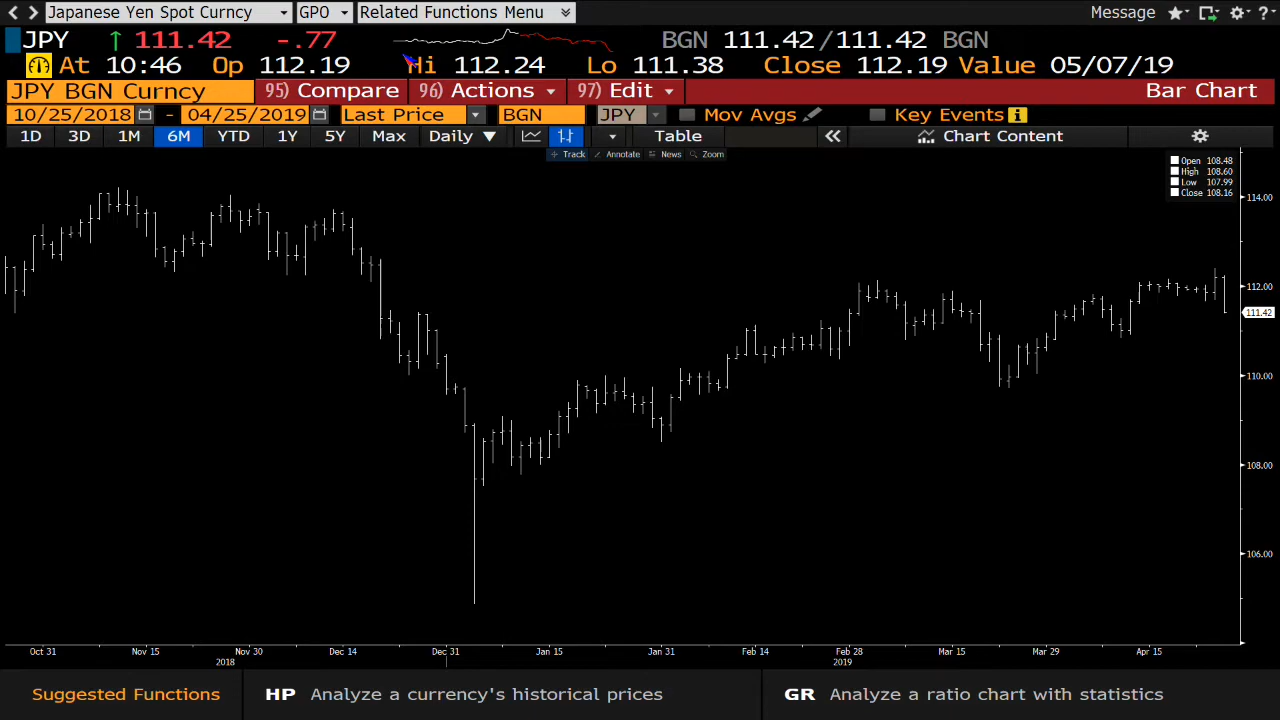 Japanese Yen Spot Curncy GPO Related Functions Menu Message
JPY 111.42 -.77 BGN 111.42/111.42 BGN
At 10:46 Op 112.19 Hi 112.24 Lo 111.38 Close 112.19 Value 05/07/19
JPY BGN Curncy 95) Compare 96) Actions 97) Edit Bar Chart
10/25/2018 - 04/25/2019 Last Price BGN JPY Mov Avgs Key Events
1D 3D 1M 6M YTD 1Y 5Y Max Daily Table Chart Content
Track Annotate News Zoom
Open 108.48
High 108.60
Low 107.99
Close 108.16
114.00
112.00
111.42
110.00
108.00
106.00
Oct 31 Nov 15 Nov 30 Dec 14 Dec 31 Jan 15 Jan 31 Feb 14 Feb 28 Mar 15 Mar 29 Apr 15
2018 2019
Suggested Functions HP Analyze a currency's historical prices GR Analyze a ratio chart with statistics